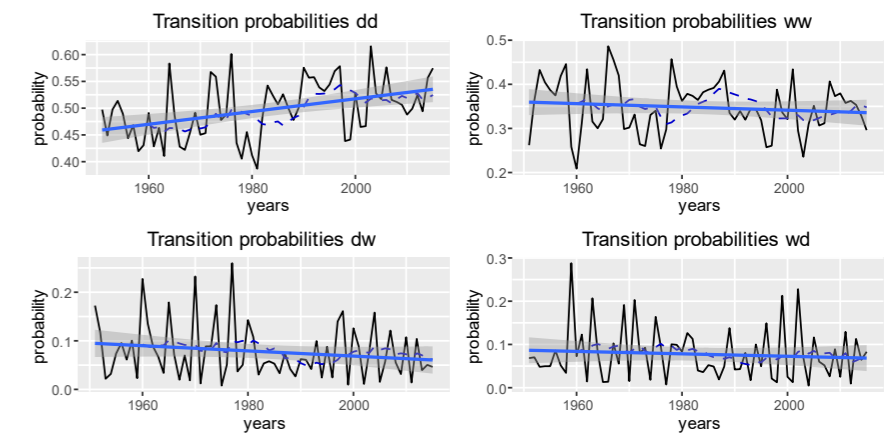 Transition probabilities dd
probability
0.60
0.55
0.50
0.45
0.40
1960
1980
2000
years
Transition probabilities ww
0.5
0.4
0.3
0.2
probability
1960
1980
2000
years
Transition probabilities dw
probability
0.2
0.1
0.0
1960
1980
2000
years
Transition probabilities wd
0.3
0.2
0.1
0.0
probability
1960
1980
2000
years